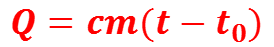 Q = cm(t − t₀)